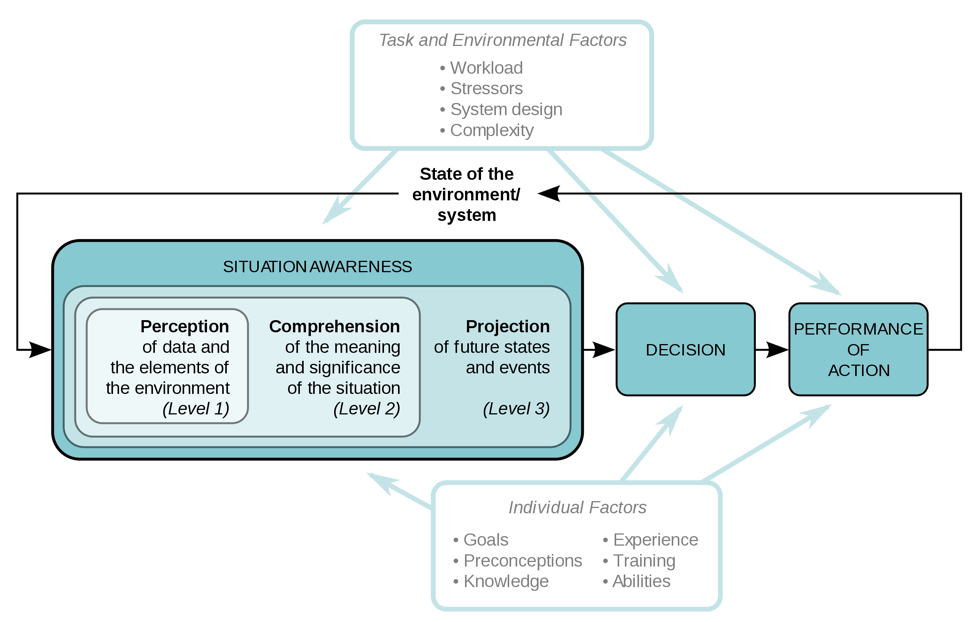 Task and Environmental Factors
• Workload
• Stressors
• System design
• Complexity
State of the
environment/
system
SITUATION AWARENESS
Perception
of data and
the elements of
the environment
(Level 1)
Comprehension
of the meaning
and significance
of the situation
(Level 2)
Projection
of future states
and events
(Level 3)
DECISION
PERFORMANCE
OF
ACTION
Individual Factors
• Goals
• Preconceptions
• Knowledge
• Experience
• Training
• Abilities